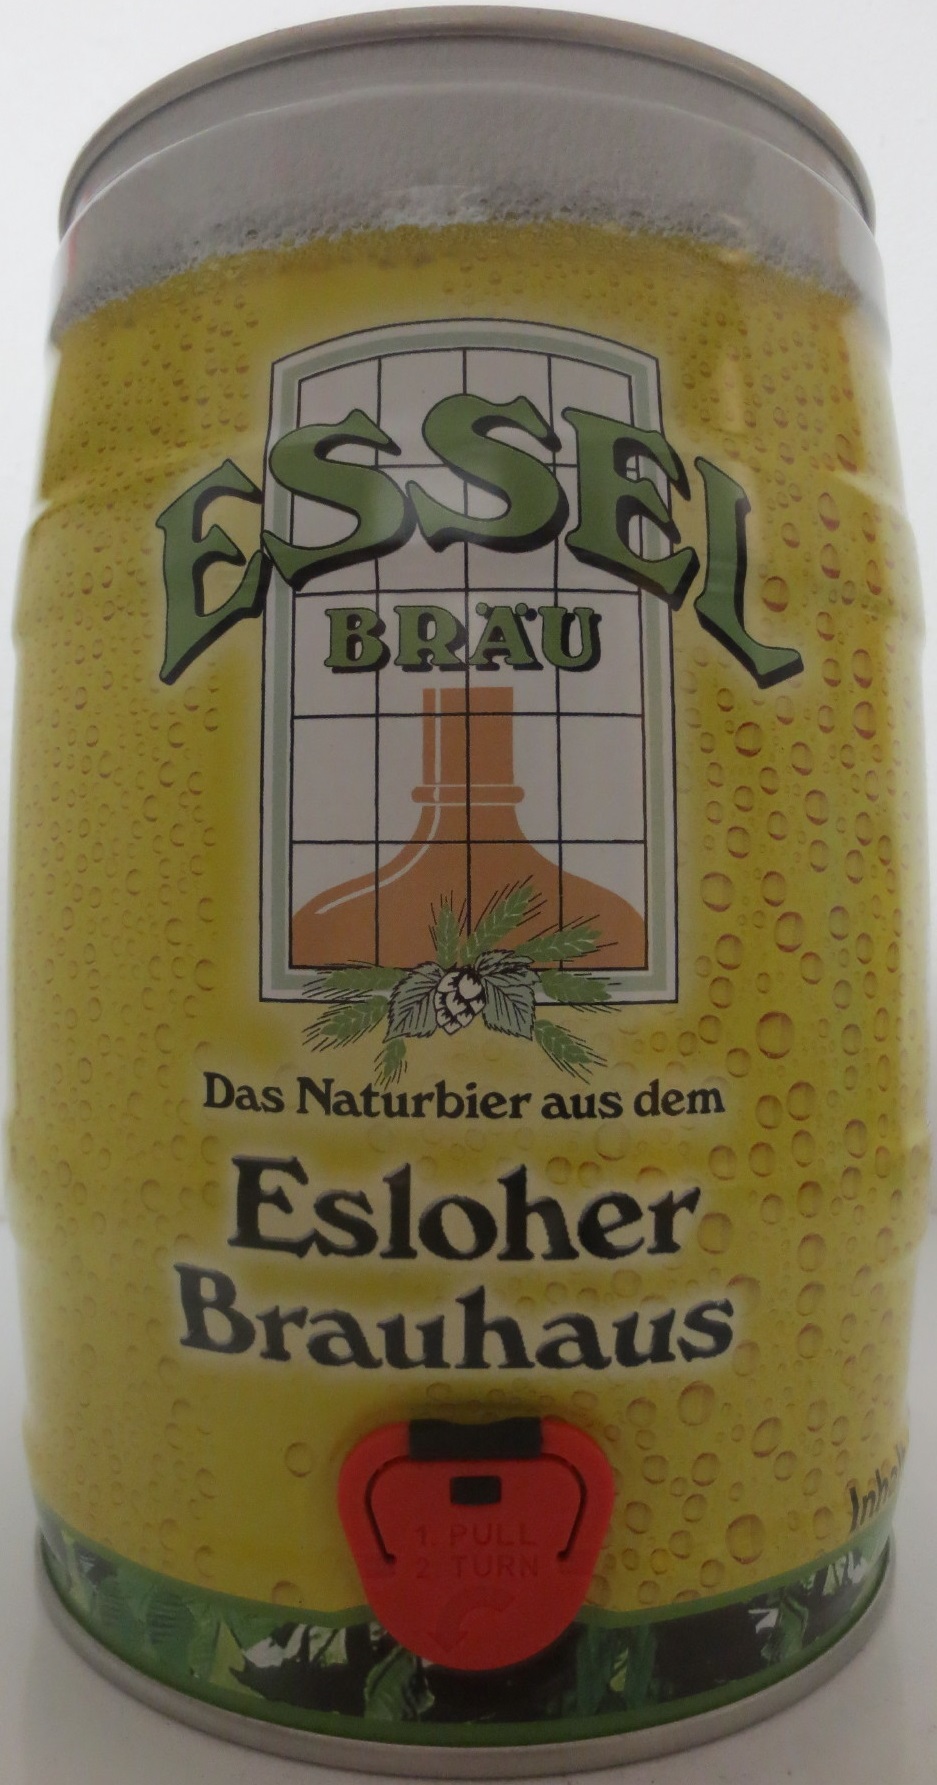 ESSEL
BRÄU
Das Naturbier aus dem
Esloher
Brauhaus
1. PULL
2. TURN